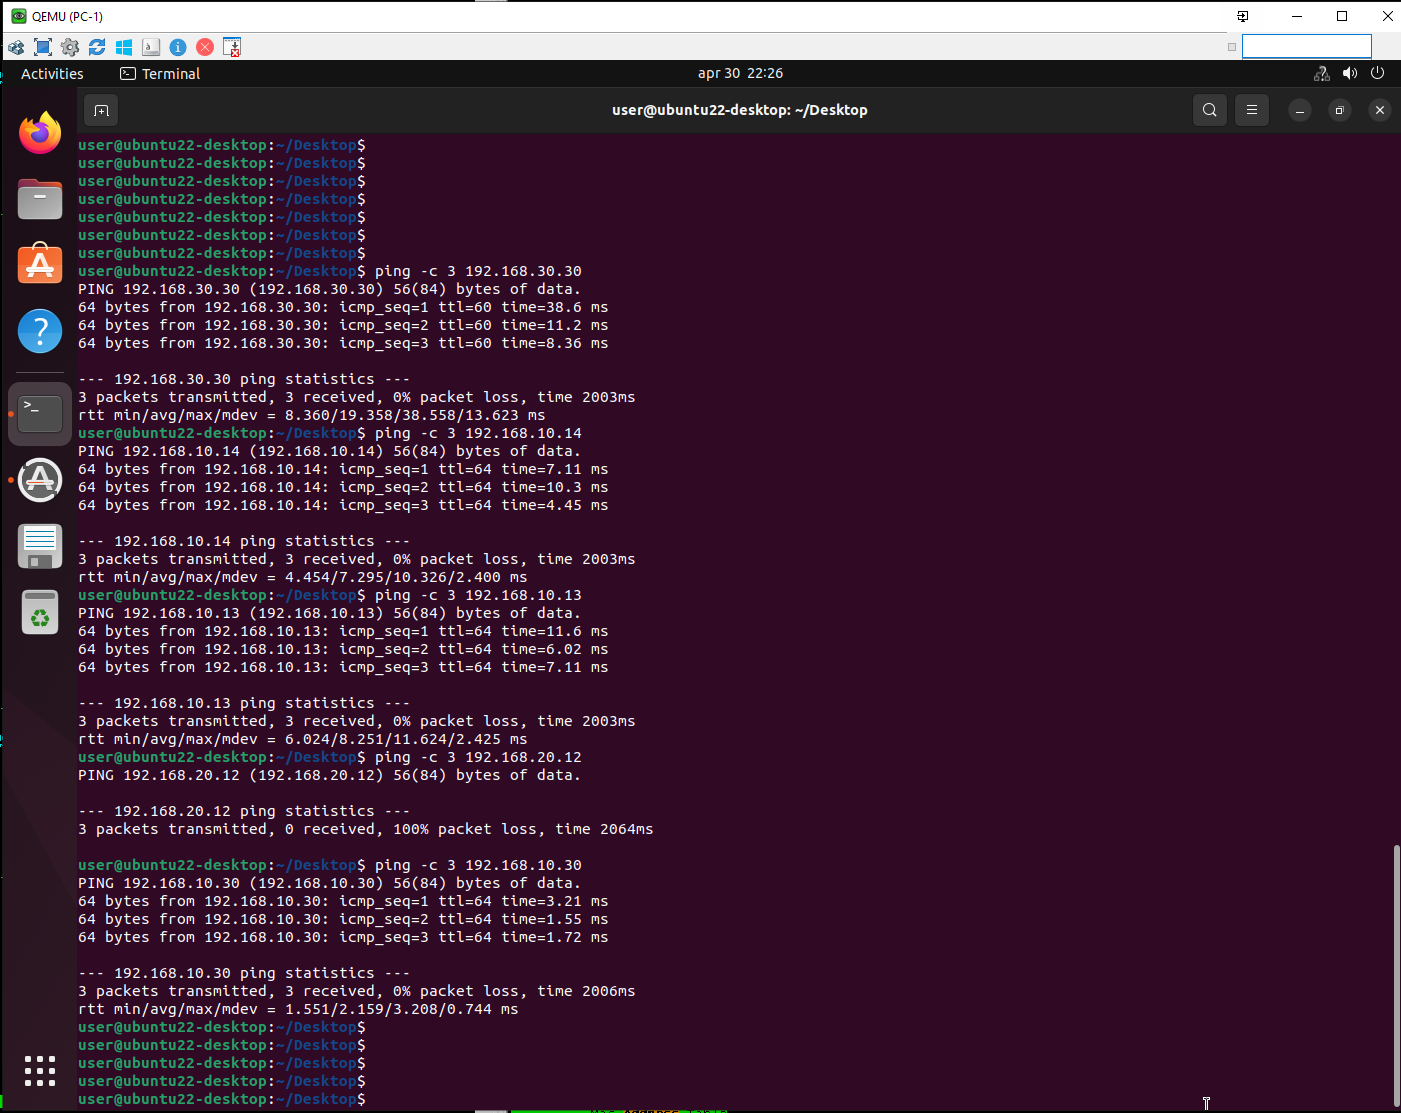 QEMU (PC-1)
Activities
Terminal
apr 30 22:26
user@ubuntu22-desktop: ~/Desktop
user@ubuntu22-desktop:~/Desktop$
user@ubuntu22-desktop:~/Desktop$
user@ubuntu22-desktop:~/Desktop$
user@ubuntu22-desktop:~/Desktop$
user@ubuntu22-desktop:~/Desktop$
user@ubuntu22-desktop:~/Desktop$
user@ubuntu22-desktop:~/Desktop$
user@ubuntu22-desktop:~/Desktop$ ping -c 3 192.168.30.30
PING 192.168.30.30 (192.168.30.30) 56(84) bytes of data.
64 bytes from 192.168.30.30: icmp_seq=1 ttl=60 time=38.6 ms
64 bytes from 192.168.30.30: icmp_seq=2 ttl=60 time=11.2 ms
64 bytes from 192.168.30.30: icmp_seq=3 ttl=60 time=8.36 ms
--- 192.168.30.30 ping statistics ---
3 packets transmitted, 3 received, 0% packet loss, time 2003ms
rtt min/avg/max/mdev = 8.360/19.358/38.558/13.623 ms
user@ubuntu22-desktop:~/Desktop$ ping -c 3 192.168.10.14
PING 192.168.10.14 (192.168.10.14) 56(84) bytes of data.
64 bytes from 192.168.10.14: icmp_seq=1 ttl=64 time=7.11 ms
64 bytes from 192.168.10.14: icmp_seq=2 ttl=64 time=10.3 ms
64 bytes from 192.168.10.14: icmp_seq=3 ttl=64 time=4.45 ms
--- 192.168.10.14 ping statistics ---
3 packets transmitted, 3 received, 0% packet loss, time 2003ms
rtt min/avg/max/mdev = 4.454/7.295/10.326/2.400 ms
user@ubuntu22-desktop:~/Desktop$ ping -c 3 192.168.10.13
PING 192.168.10.13 (192.168.10.13) 56(84) bytes of data.
64 bytes from 192.168.10.13: icmp_seq=1 ttl=64 time=11.6 ms
64 bytes from 192.168.10.13: icmp_seq=2 ttl=64 time=6.02 ms
64 bytes from 192.168.10.13: icmp_seq=3 ttl=64 time=7.11 ms
--- 192.168.10.13 ping statistics ---
3 packets transmitted, 3 received, 0% packet loss, time 2003ms
rtt min/avg/max/mdev = 6.024/8.251/11.624/2.425 ms
user@ubuntu22-desktop:~/Desktop$ ping -c 3 192.168.20.12
PING 192.168.20.12 (192.168.20.12) 56(84) bytes of data.
--- 192.168.20.12 ping statistics ---
3 packets transmitted, 0 received, 100% packet loss, time 2064ms
user@ubuntu22-desktop:~/Desktop$ ping -c 3 192.168.10.30
PING 192.168.10.30 (192.168.10.30) 56(84) bytes of data.
64 bytes from 192.168.10.30: icmp_seq=1 ttl=64 time=3.21 ms
64 bytes from 192.168.10.30: icmp_seq=2 ttl=64 time=1.55 ms
64 bytes from 192.168.10.30: icmp_seq=3 ttl=64 time=1.72 ms
--- 192.168.10.30 ping statistics ---
3 packets transmitted, 3 received, 0% packet loss, time 2006ms
rtt min/avg/max/mdev = 1.551/2.159/3.208/0.744 ms
user@ubuntu22-desktop:~/Desktop$
user@ubuntu22-desktop:~/Desktop$
user@ubuntu22-desktop:~/Desktop$
user@ubuntu22-desktop:~/Desktop$
user@ubuntu22-desktop:~/Desktop$